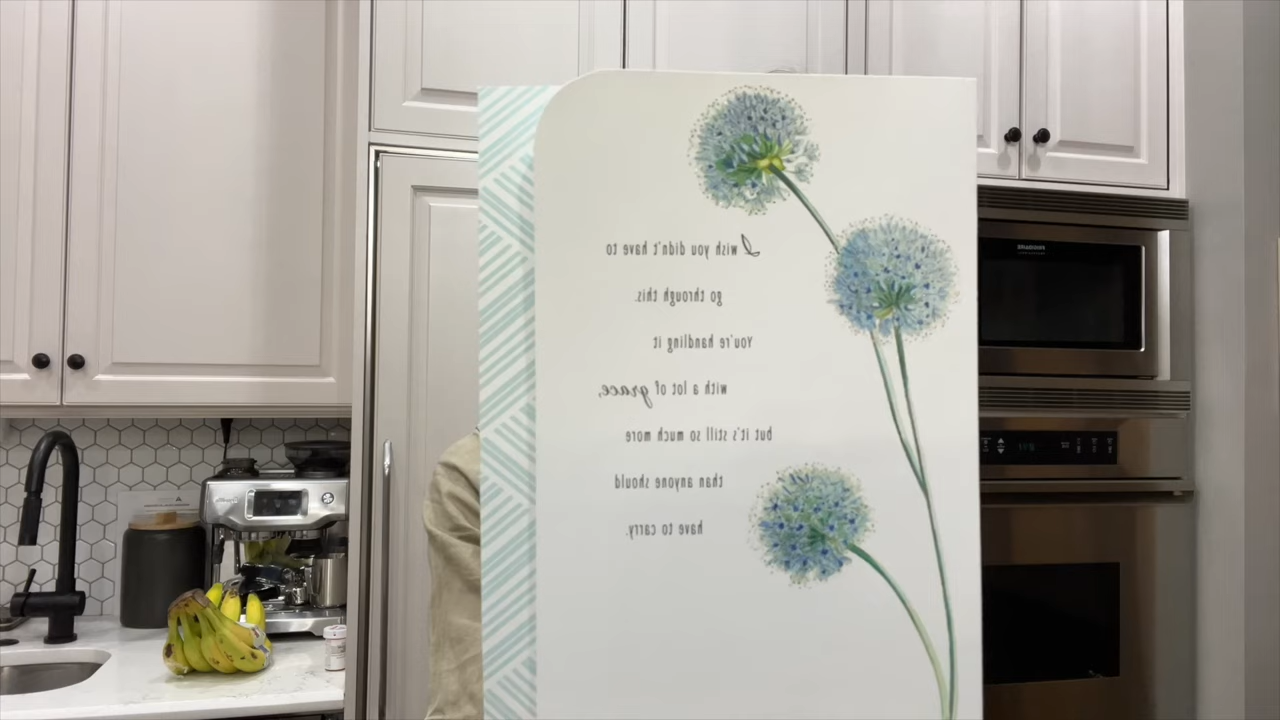 I wish you didn't have to
go through this.
You're handling it
with a lot of grace,
but it's still so much more
than anyone should
have to carry.